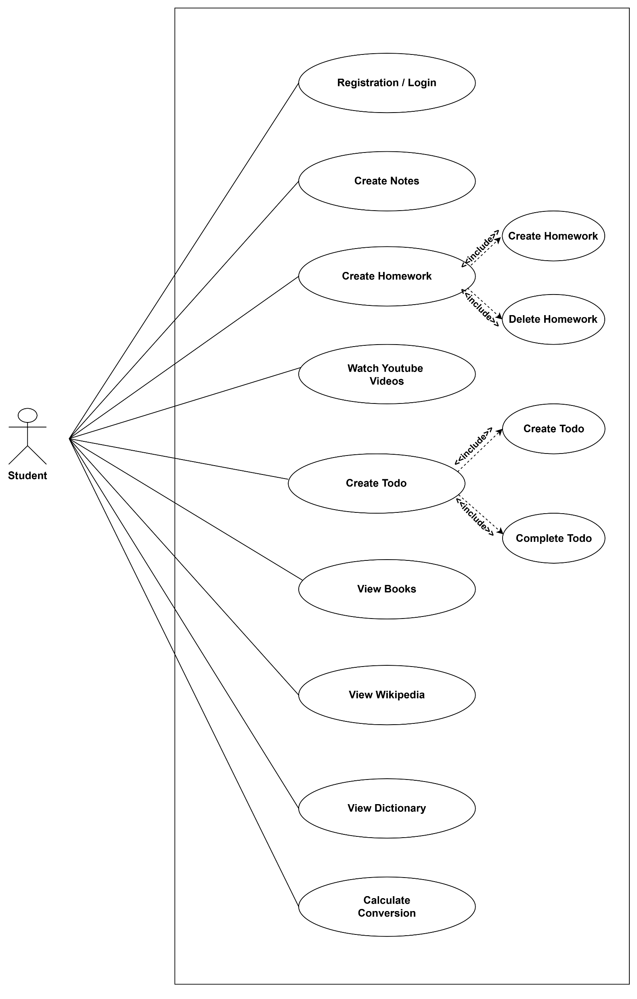 Registration / Login
Create Notes
Create Homework
<<include>>
Create Homework
<<include>>
Delete Homework
Watch Youtube
Videos
Student
Create Todo
<<include>>
Create Todo
<<include>>
Complete Todo
View Books
View Wikipedia
View Dictionary
Calculate
Conversion